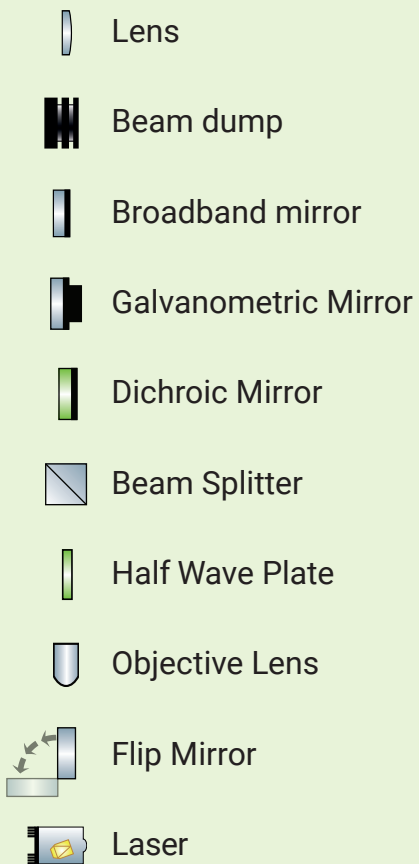 Lens
Beam dump
Broadband mirror
Galvanometric Mirror
Dichroic Mirror
Beam Splitter
Half Wave Plate
Objective Lens
Flip Mirror
Laser